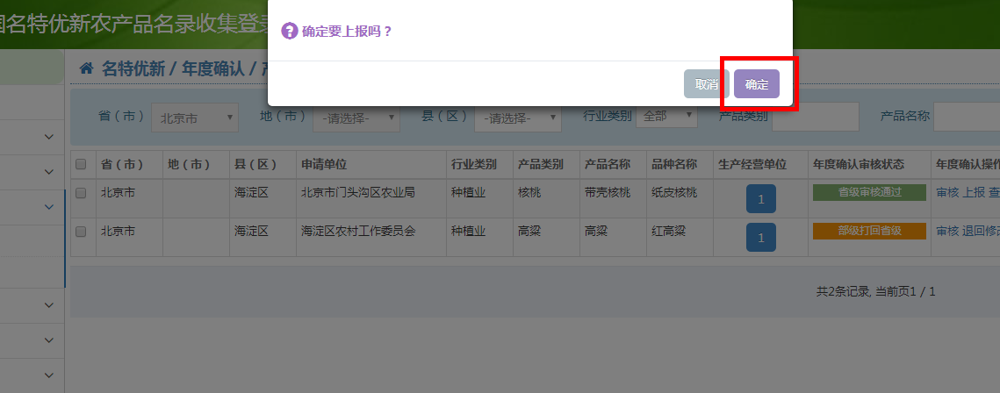 国名特优新农产品名录收集登录
确定要上报吗？
取消 确定
名特优新 / 年度确认 / 产
省（市） 北京市 地（市） -请选择- 县（区） -请选择- 行业类别 全部 产品类别 产品名称
省（市） 地（市） 县（区） 申请单位 行业类别 产品类别 产品名称 品种名称 生产经营单位 年度确认审核状态 年度确认操作
北京市 海淀区 北京市门头沟区农业局 种植业 核桃 带壳核桃 纸皮核桃 1 省级审核通过 审核 上报 查
北京市 海淀区 海淀区农村工作委员会 种植业 高粱 高粱 红高粱 1 部级打回省级 审核 退回修改
共2条记录, 当前页1 / 1